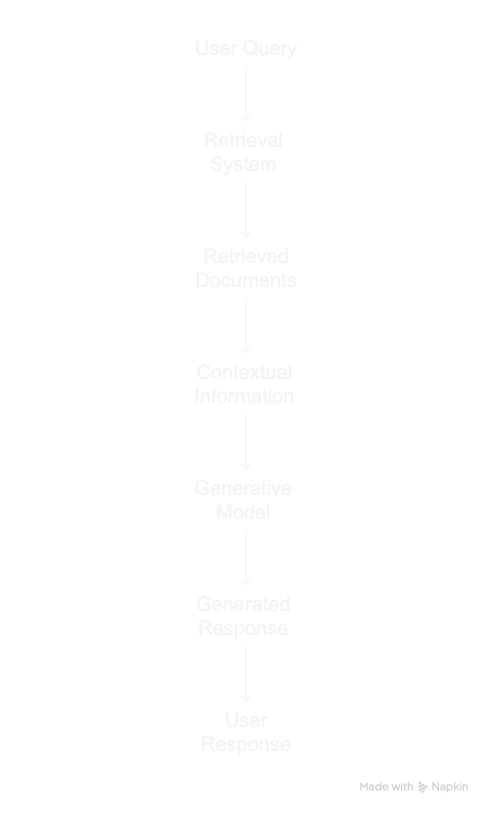 User Query
Retrieval
System
Retrieved
Documents
Contextual
Information
Generative
Model
Generated
Response
User
Response
Made with Napkin